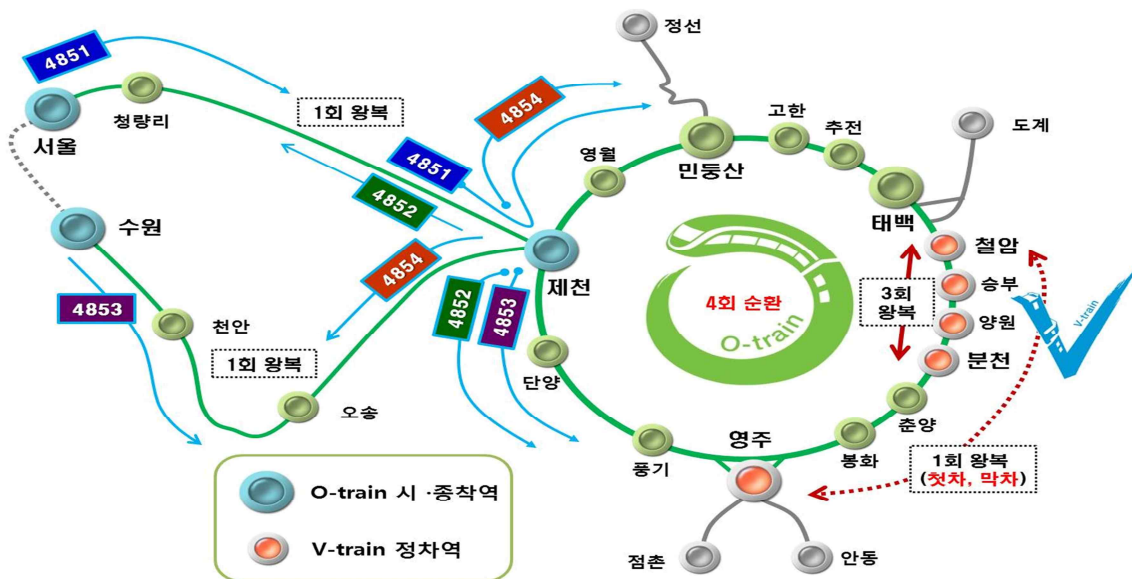 4851
정선
청량리
1회 왕복
4854
고한
추전
도계
서울
영월
민둥산
4851
4852
태백
수원
철암
4854
제천
4852
4853
4회 순환
O-train
3회
왕복
승부
양원
V-train
4853
천안
1회 왕복
단양
분천
오송
춘양
영주
풍기
봉화
1회 왕복
(첫차, 막차)
O-train 시 ·종착역
V-train 정차역
점촌
안동